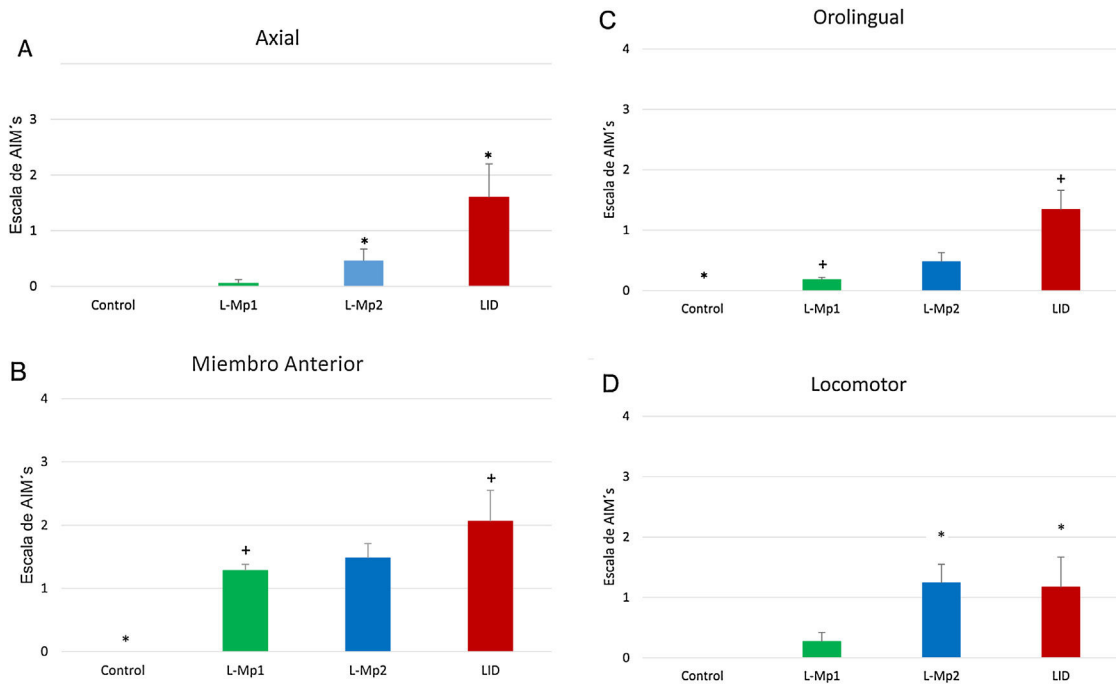 A
Axial
Escala de AIM´s
3
2
1
0
*
*
Control
L-Mp1
L-Mp2
LID
B
Miembro Anterior
Escala de AIM´s
4
3
2
1
0
*
+
+
Control
L-Mp1
L-Mp2
LID
C
Orolingual
Escala de AIM´s
4
3
2
1
0
*
+
+
Control
L-Mp1
L-Mp2
LID
D
Locomotor
Escala de AIM´s
4
3
2
1
0
*
*
Control
L-Mp1
L-Mp2
LID